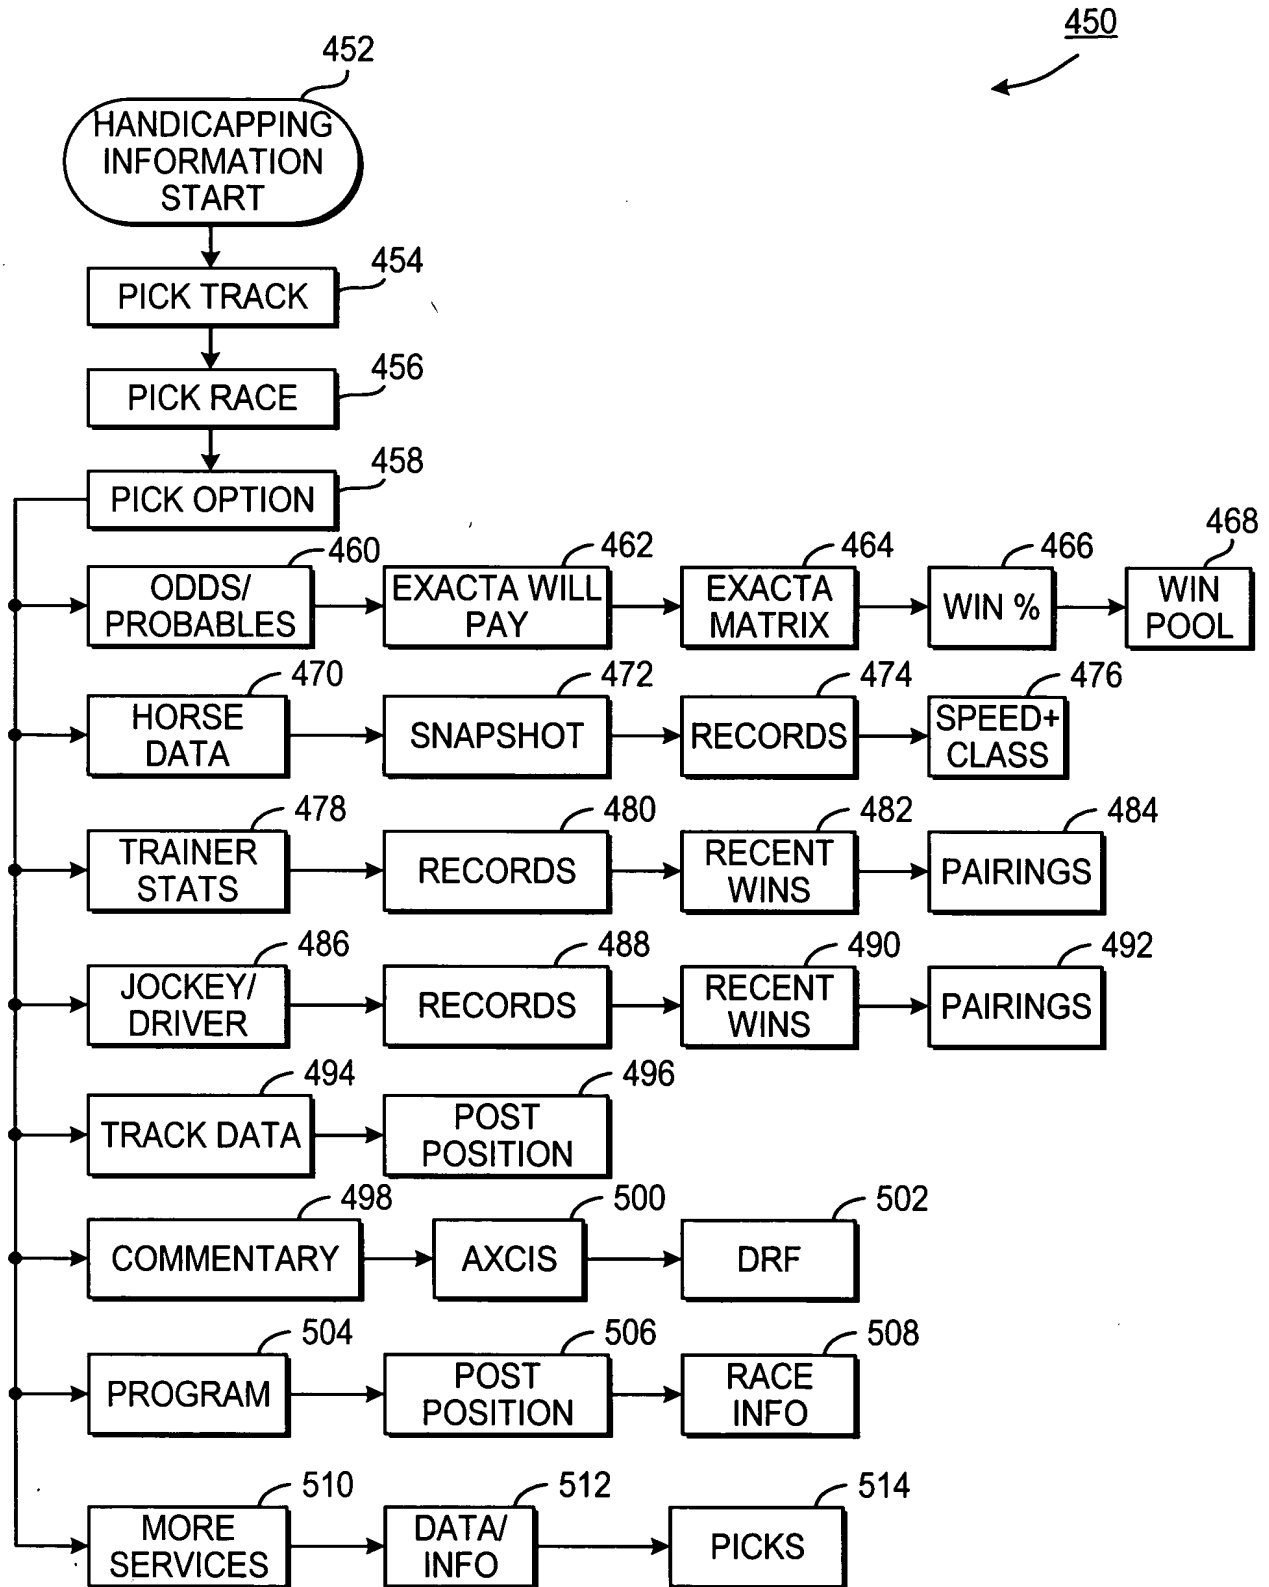 450
452
HANDICAPPING
INFORMATION
START
454
PICK TRACK
456
PICK RACE
458
PICK OPTION
460
ODDS/
PROBABLES
462
EXACTA WILL
PAY
464
EXACTA
MATRIX
466
WIN %
468
WIN
POOL
470
HORSE
DATA
472
SNAPSHOT
474
RECORDS
476
SPEED+
CLASS
478
TRAINER
STATS
480
RECORDS
482
RECENT
WINS
484
PAIRINGS
486
JOCKEY/
DRIVER
488
RECORDS
490
RECENT
WINS
492
PAIRINGS
494
TRACK DATA
496
POST
POSITION
498
COMMENTARY
500
AXCIS
502
DRF
504
PROGRAM
506
POST
POSITION
508
RACE
INFO
510
MORE
SERVICES
512
DATA/
INFO
514
PICKS